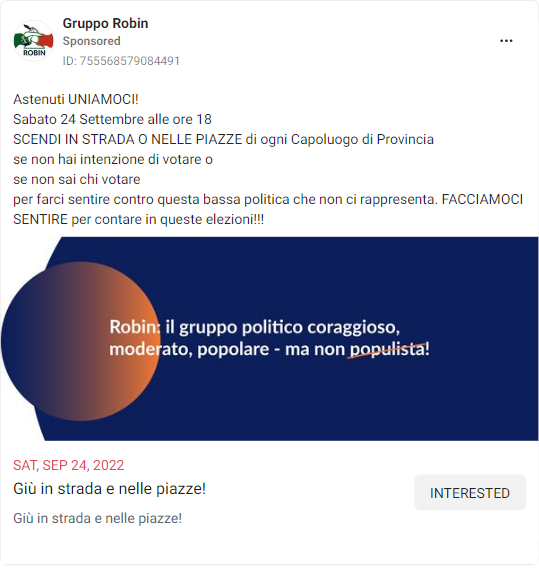 Gruppo Robin
Sponsored
ID: 755568579084491
ROBIN
Astenuti UNIAMOCI!
Sabato 24 Settembre alle ore 18
SCENDI IN STRADA O NELLE PIAZZE di ogni Capoluogo di Provincia
se non hai intenzione di votare o
se non sai chi votare
per farci sentire contro questa bassa politica che non ci rappresenta. FACCIAMOCI
SENTIRE per contare in queste elezioni!!!
Robin: il gruppo politico coraggioso,
moderato, popolare - ma non populista!
SAT, SEP 24, 2022
Giù in strada e nelle piazze!
INTERESTED
Giù in strada e nelle piazze!